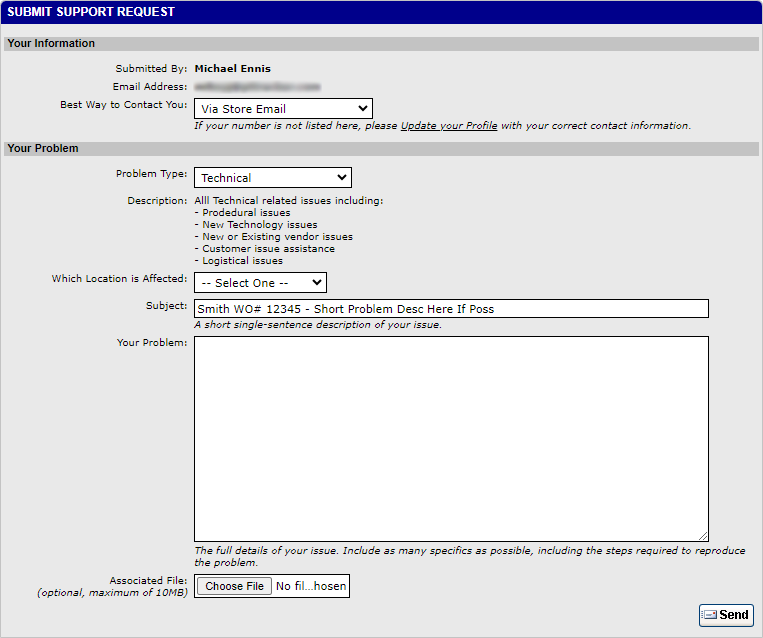 SUBMIT SUPPORT REQUEST
Your Information
Submitted By: Michael Ennis
Email Address:
Best Way to Contact You: Via Store Email
If your number is not listed here, please Update your Profile with your correct contact information.
Your Problem
Problem Type: Technical
Description: Alll Technical related issues including:
- Prodedural issues
- New Technology issues
- New or Existing vendor issues
- Customer issue assistance
- Logistical issues
Which Location is Affected: -- Select One --
Subject: Smith WO# 12345 - Short Problem Desc Here If Poss
A short single-sentence description of your issue.
Your Problem:
The full details of your issue. Include as many specifics as possible, including the steps required to reproduce
the problem.
Associated File: Choose File No fil...hosen
(optional, maximum of 10MB)
Send